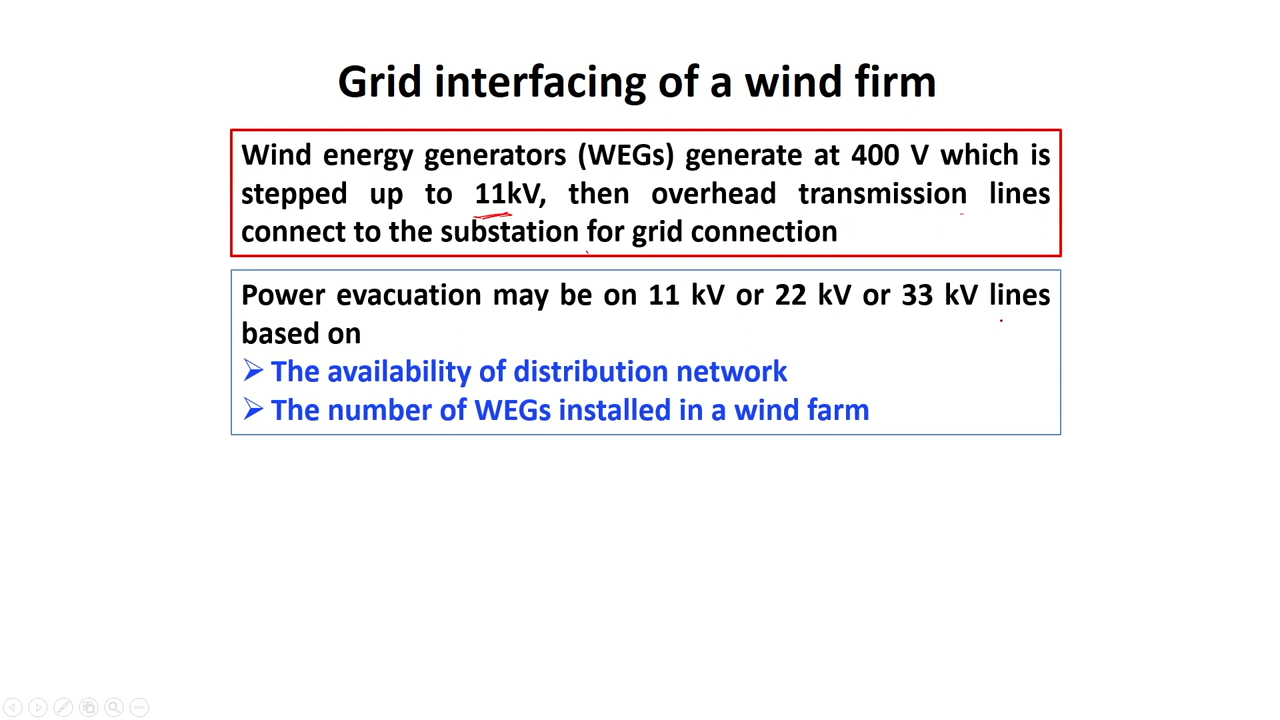 Grid interfacing of a wind firm
Wind energy generators (WEGs) generate at 400 V which is
stepped up to 11kV, then overhead transmission lines
connect to the substation for grid connection
Power evacuation may be on 11 kV or 22 kV or 33 kV lines
based on
➢ The availability of distribution network
➢ The number of WEGs installed in a wind farm